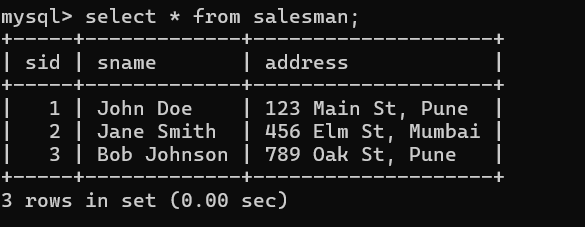 mysql> select * from salesman;
+-----+-------------+--------------------+
| sid | sname       | address            |
+-----+-------------+--------------------+
|   1 | John Doe    | 123 Main St, Pune  |
|   2 | Jane Smith  | 456 Elm St, Mumbai |
|   3 | Bob Johnson | 789 Oak St, Pune   |
+-----+-------------+--------------------+
3 rows in set (0.00 sec)